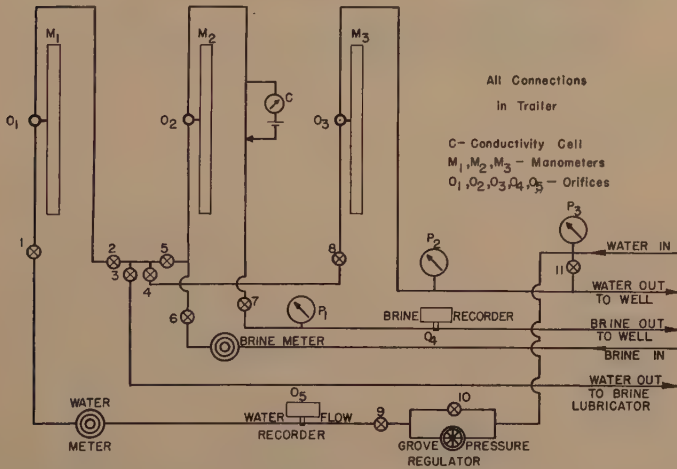 M1
M2
M3
All Connections
in Trailer
C
C-Conductivity Cell
M1,M2,M3 - Manometers
O1,O2,O3,O4,O5 - Orifices
O1
O2
O3
P3
P2
WATER IN
1
2
5
8
11
3
4
WATER OUT
TO WELL
6
7
P1
BRINE RECORDER
O4
BRINE OUT
TO WELL
BRINE METER
BRINE IN
WATER OUT
TO BRINE
LUBRICATOR
O5
WATER FLOW
RECORDER
9
10
WATER
METER
GROVE PRESSURE
REGULATOR